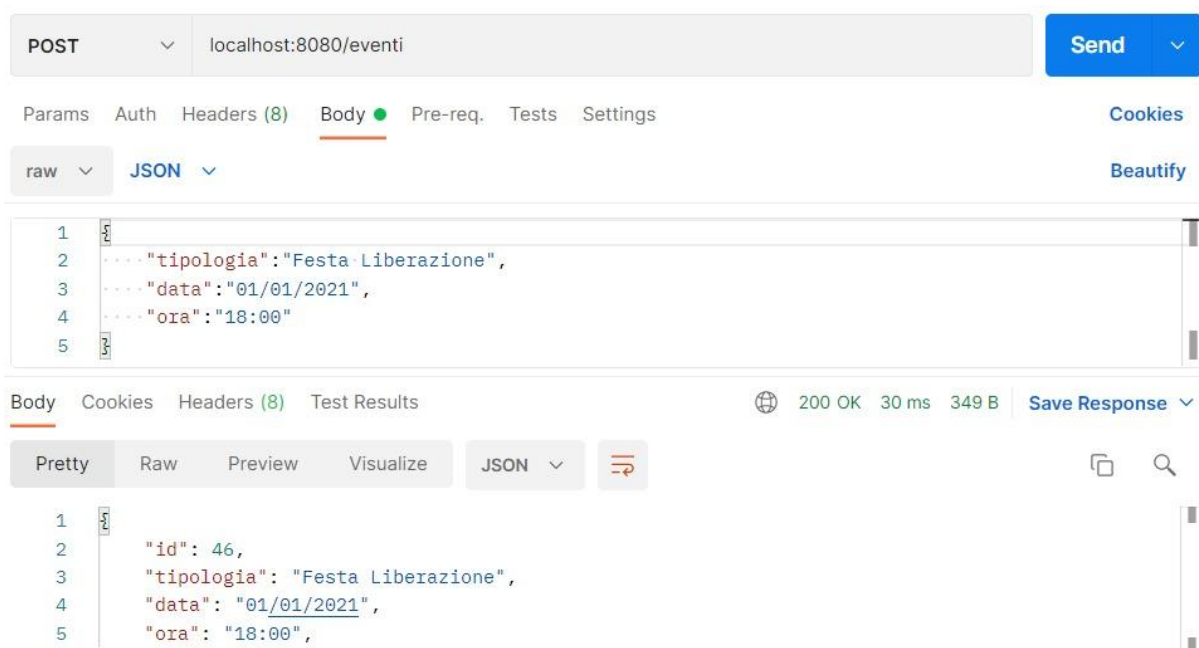 POST localhost:8080/eventi Send
Params Auth Headers (8) Body Pre-req. Tests Settings Cookies
raw JSON Beautify
1 {
2 "tipologia":"Festa Liberazione",
3 "data":"01/01/2021",
4 "ora":"18:00"
5 }
Body Cookies Headers (8) Test Results 200 OK 30 ms 349 B Save Response
Pretty Raw Preview Visualize JSON
1 {
2 "id": 46,
3 "tipologia": "Festa Liberazione",
4 "data": "01/01/2021",
5 "ora": "18:00",